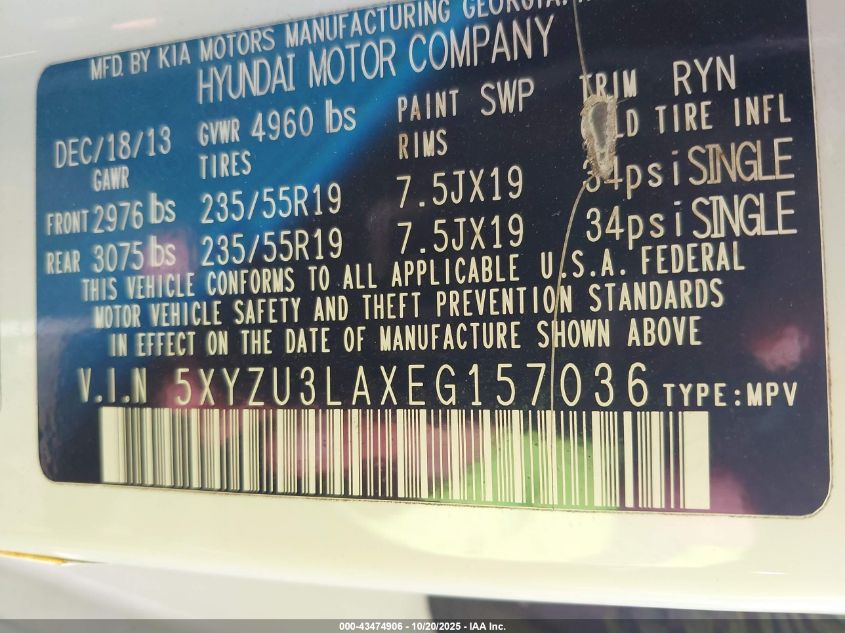 MFD. BY KIA MOTORS MANUFACTURING GEORGIA,
HYUNDAI MOTOR COMPANY
DEC/18/13 GVWR 4960 lbs PAINT SWP TRIM RYN
GAWR TIRES RIMS LD TIRE INFL
FRONT 2976 lbs 235/55R19 7.5JX19 34psi SINGLE
REAR 3075 lbs 235/55R19 7.5JX19 34psi SINGLE
THIS VEHICLE CONFORMS TO ALL APPLICABLE U.S.A. FEDERAL
MOTOR VEHICLE SAFETY AND THEFT PREVENTION STANDARDS
IN EFFECT ON THE DATE OF MANUFACTURE SHOWN ABOVE
V.I.N 5XYZU3LAXEG157036 TYPE:MPV
000-43474906 - 10/20/2025 - IAA Inc.